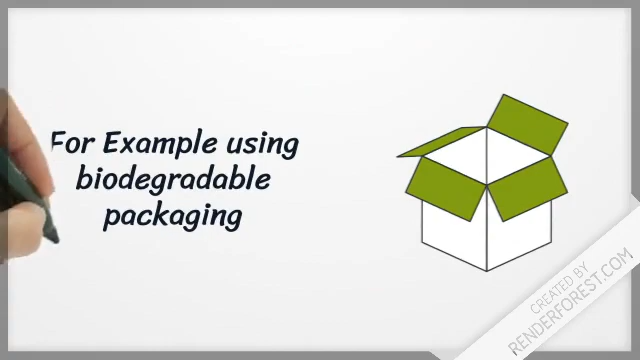 For Example using
biodegradable
packaging
CREATED BY
RENDERFOREST.COM